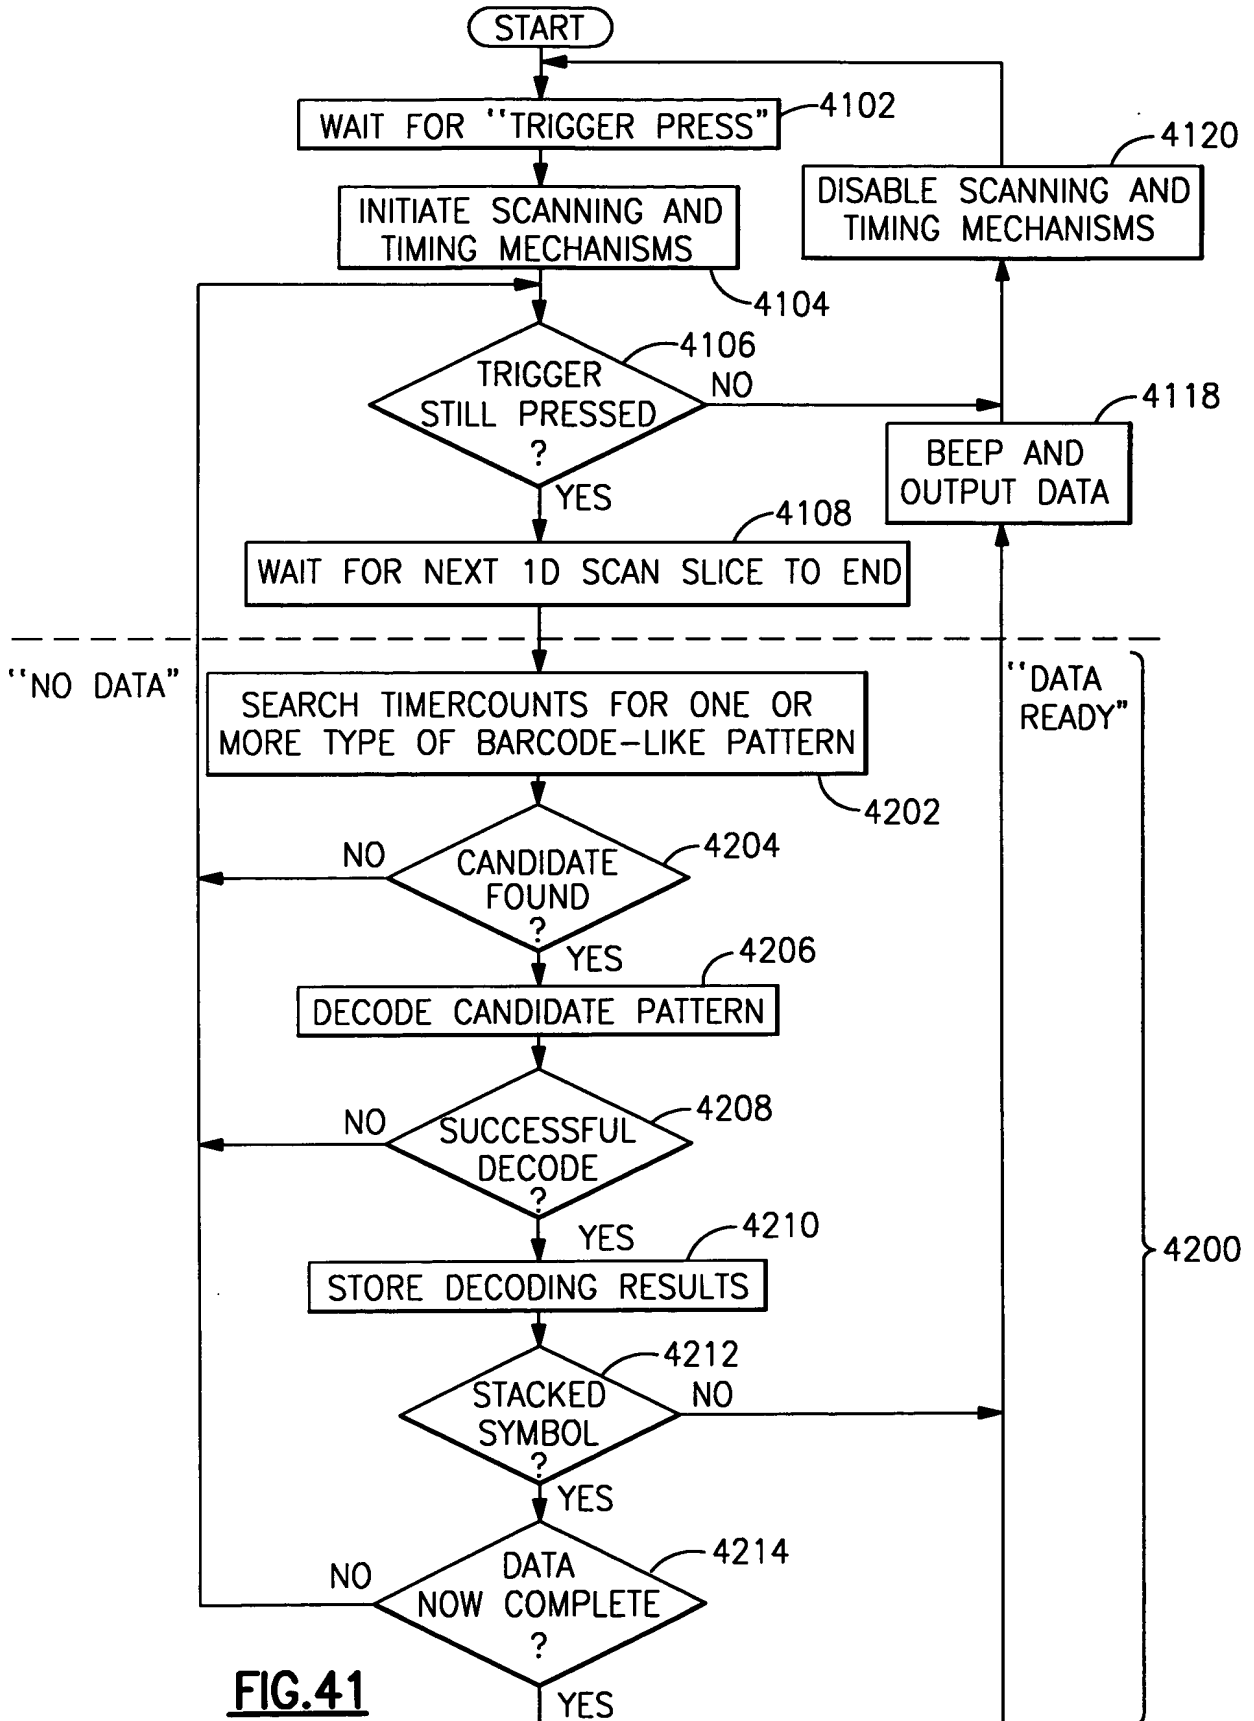 START
WAIT FOR ‘‘TRIGGER PRESS”
4102
INITIATE SCANNING AND
TIMING MECHANISMS
4104
DISABLE SCANNING AND
TIMING MECHANISMS
4120
TRIGGER
STILL PRESSED
?
4106
NO
YES
BEEP AND
OUTPUT DATA
4118
WAIT FOR NEXT 1D SCAN SLICE TO END
4108
‘‘NO DATA”
‘‘DATA
READY”
SEARCH TIMERCOUNTS FOR ONE OR
MORE TYPE OF BARCODE–LIKE PATTERN
4202
CANDIDATE
FOUND
?
4204
NO
YES
DECODE CANDIDATE PATTERN
4206
SUCCESSFUL
DECODE
?
4208
NO
YES
STORE DECODING RESULTS
4210
4200
STACKED
SYMBOL
?
4212
NO
YES
DATA
NOW COMPLETE
?
4214
NO
YES
FIG.41